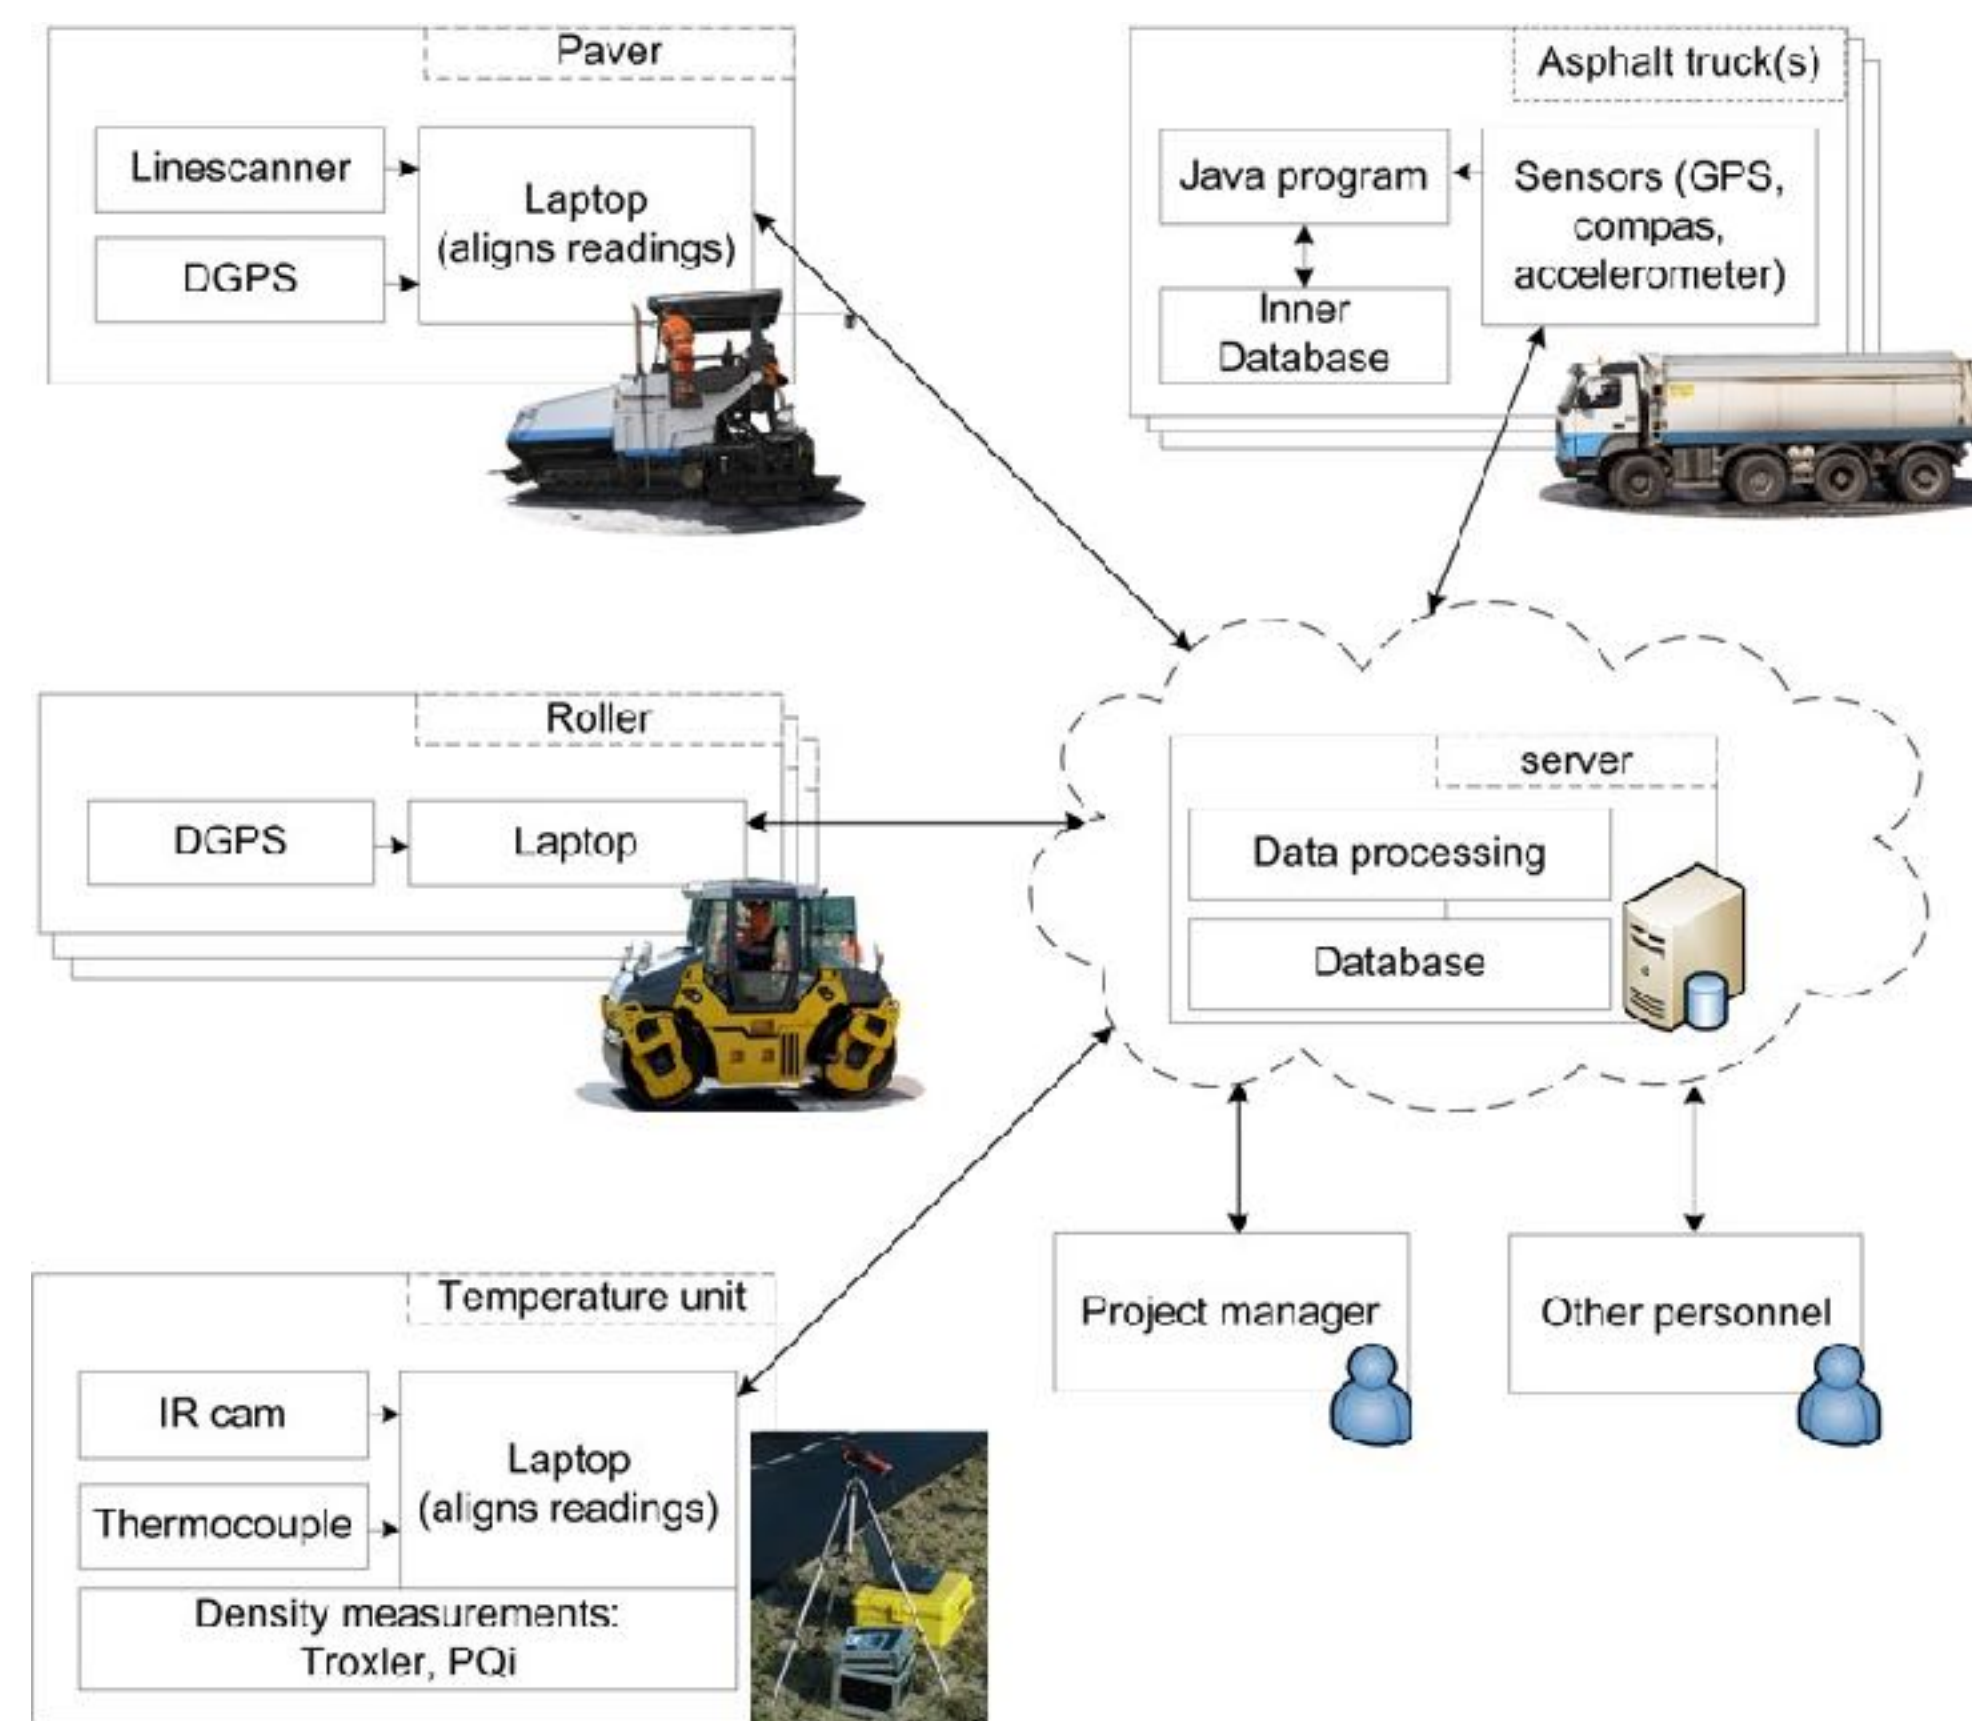 Paver
Linescanner
DGPS
Laptop
(aligns readings)
Asphalt truck(s)
Java program
Sensors (GPS,
compas,
accelerometer)
Inner
Database
Roller
DGPS
Laptop
server
Data processing
Database
Temperature unit
IR cam
Thermocouple
Laptop
(aligns readings)
Density measurements:
Troxler, PQi
Project manager
Other personnel